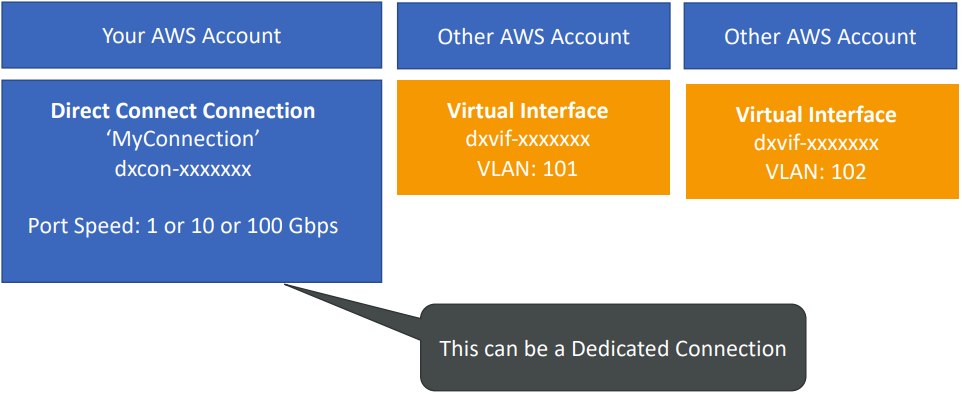 Your AWS Account
Other AWS Account
Other AWS Account
Direct Connect Connection
‘MyConnection’
dxcon-xxxxxxx
Port Speed: 1 or 10 or 100 Gbps
Virtual Interface
dxvif-xxxxxxx
VLAN: 101
Virtual Interface
dxvif-xxxxxxx
VLAN: 102
This can be a Dedicated Connection